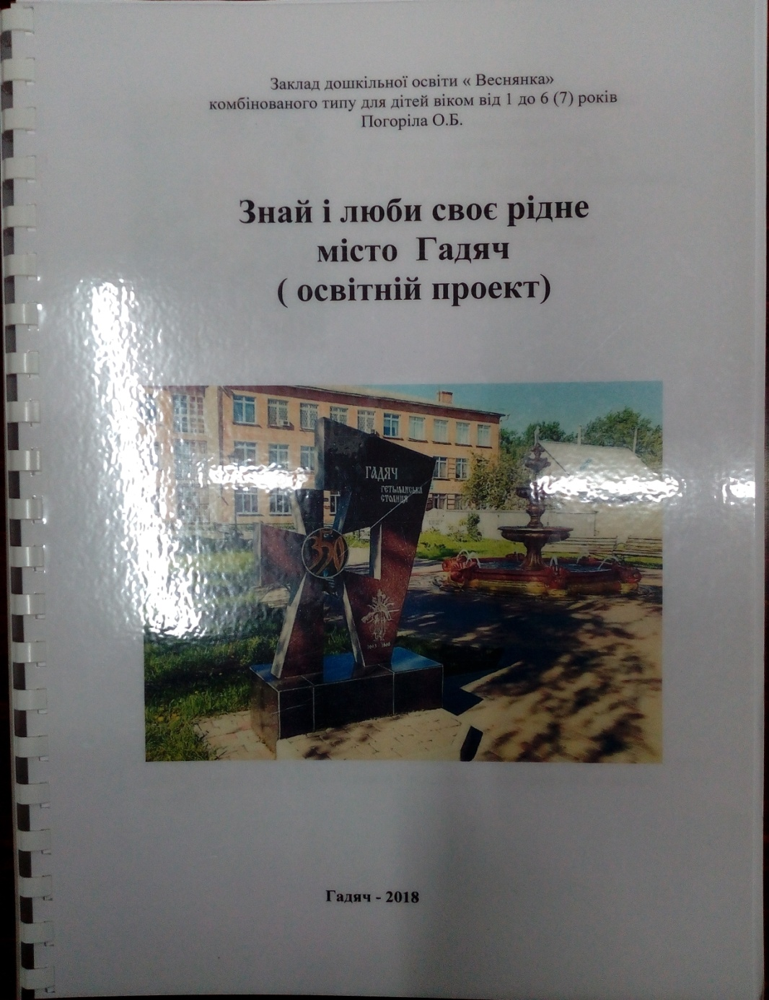 Заклад дошкільної освіти « Веснянка»
комбінованого типу для дітей віком від 1 до 6 (7) років
Погоріла О.Б.
Знай і люби своє рідне
місто Гадяч
( освітній проект)
ГАДЯЧ
ГЕТЬМАНСЬКА
СТОЛИЦЯ
350
Гадяч - 2018